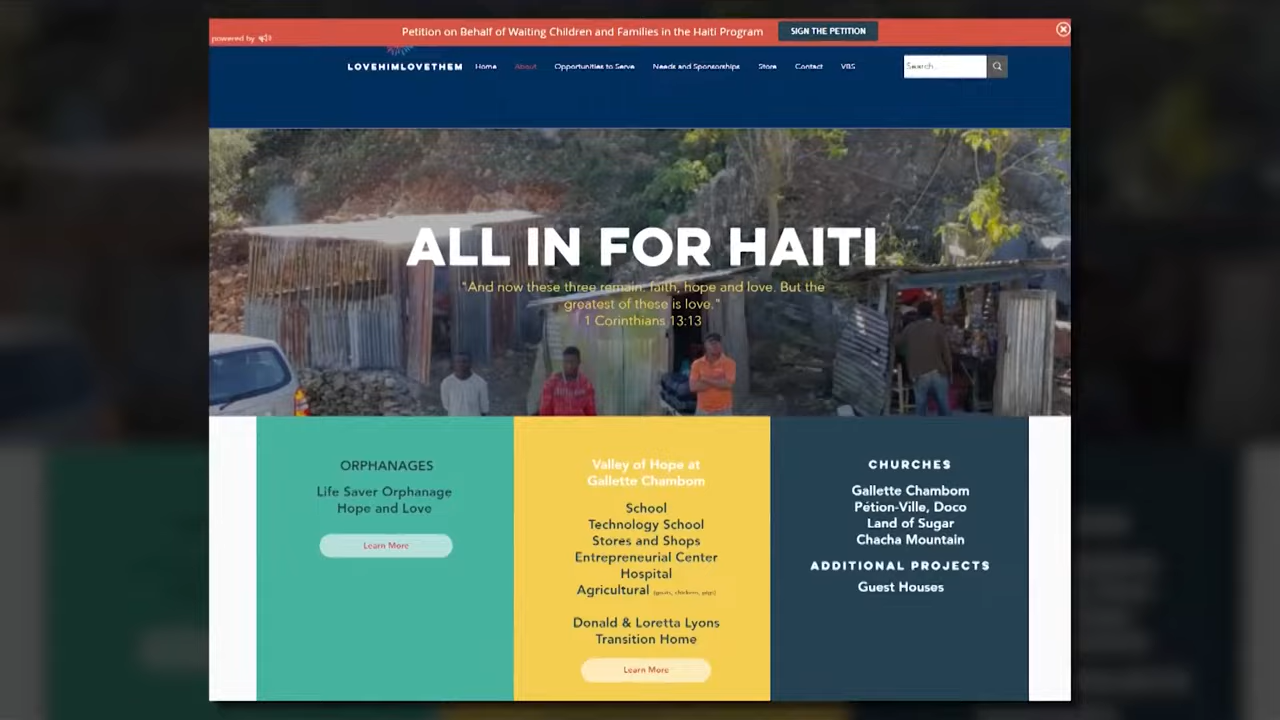 powered by
Petition on Behalf of Waiting Children and Families in the Haiti Program
SIGN THE PETITION
LOVEHIMLOVETHEM
Home
About
Opportunities to Serve
Needs and Sponsorships
Store
Contact
VBS
Search...
ALL IN FOR HAITI
"And now these three remain: faith, hope and love. But the
greatest of these is love."
1 Corinthians 13:13
ORPHANAGES
Life Saver Orphanage
Hope and Love
Learn More
Valley of Hope at
Gallette Chambom
School
Technology School
Stores and Shops
Entrepreneurial Center
Hospital
Agricultural (goats, chickens, pigs)
Donald & Loretta Lyons
Transition Home
Learn More
CHURCHES
Gallette Chambom
Pétion-Ville, Doco
Land of Sugar
Chacha Mountain
ADDITIONAL PROJECTS
Guest Houses